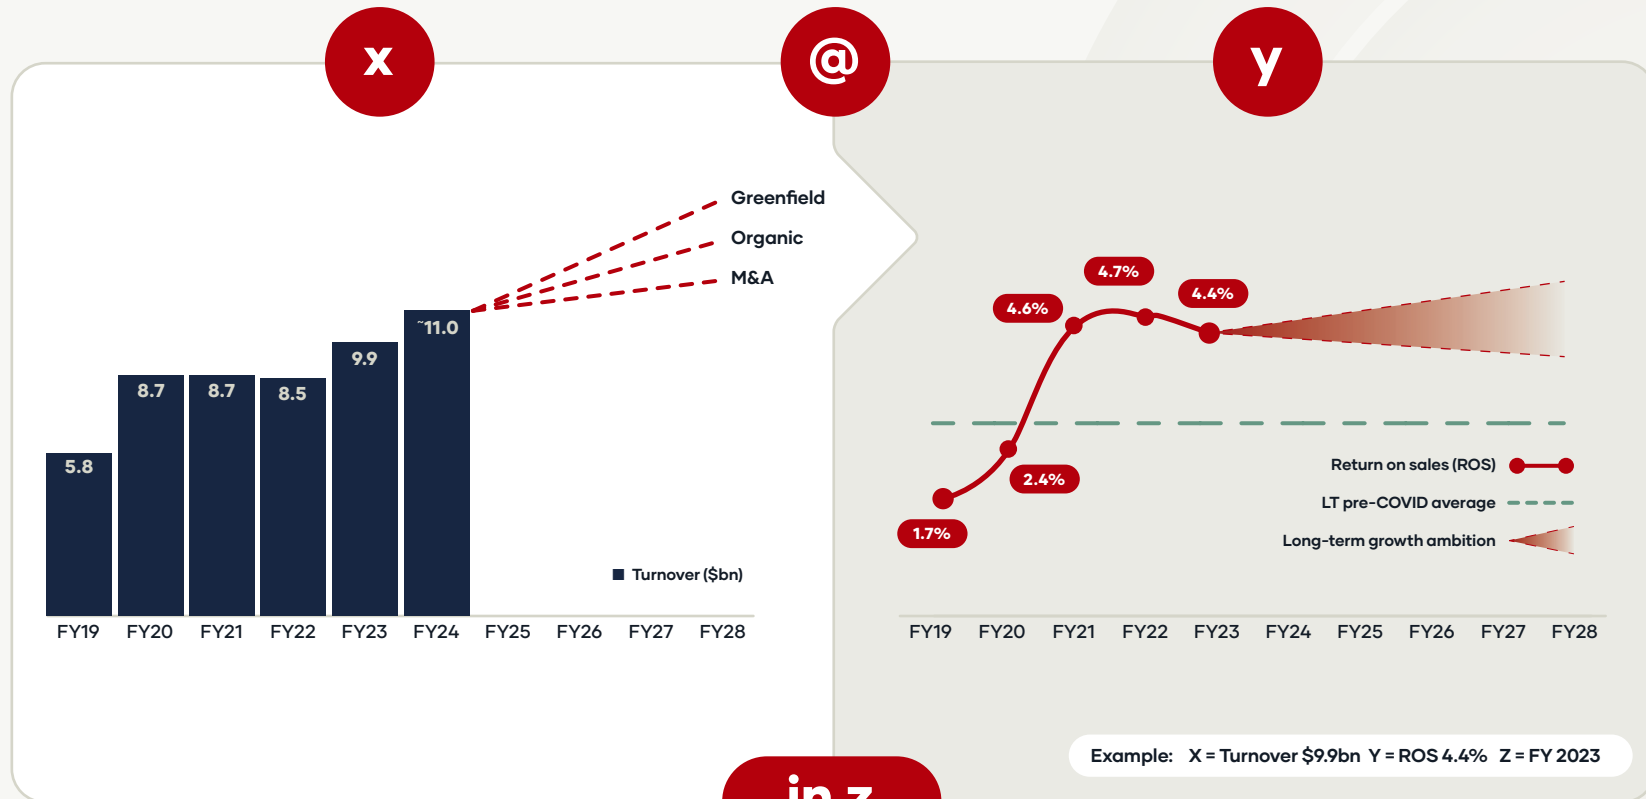 x
@
y
Greenfield
Organic
M&A
~11.0
9.9
8.7
8.7
8.5
5.8
Turnover ($bn)
FY19 FY20 FY21 FY22 FY23 FY24 FY25 FY26 FY27 FY28
4.7%
4.4%
4.6%
2.4%
1.7%
Return on sales (ROS)
LT pre-COVID average
Long-term growth ambition
FY19 FY20 FY21 FY22 FY23 FY24 FY25 FY26 FY27 FY28
Example: X = Turnover $9.9bn Y = ROS 4.4% Z = FY 2023
in z